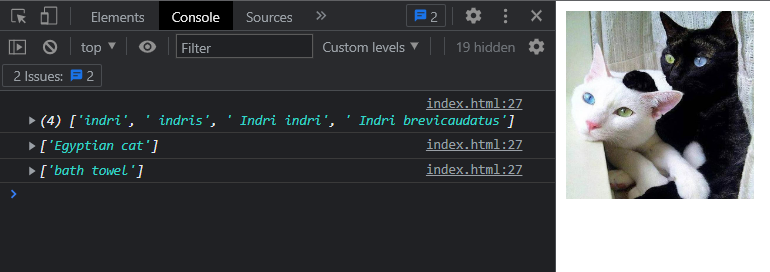 Elements Console Sources » 2
top Filter Custom levels 19 hidden
2 Issues: 2
index.html:27
(4) ['indri', ' indris', ' Indri indri', ' Indri brevicaudatus']
['Egyptian cat'] index.html:27
['bath towel'] index.html:27